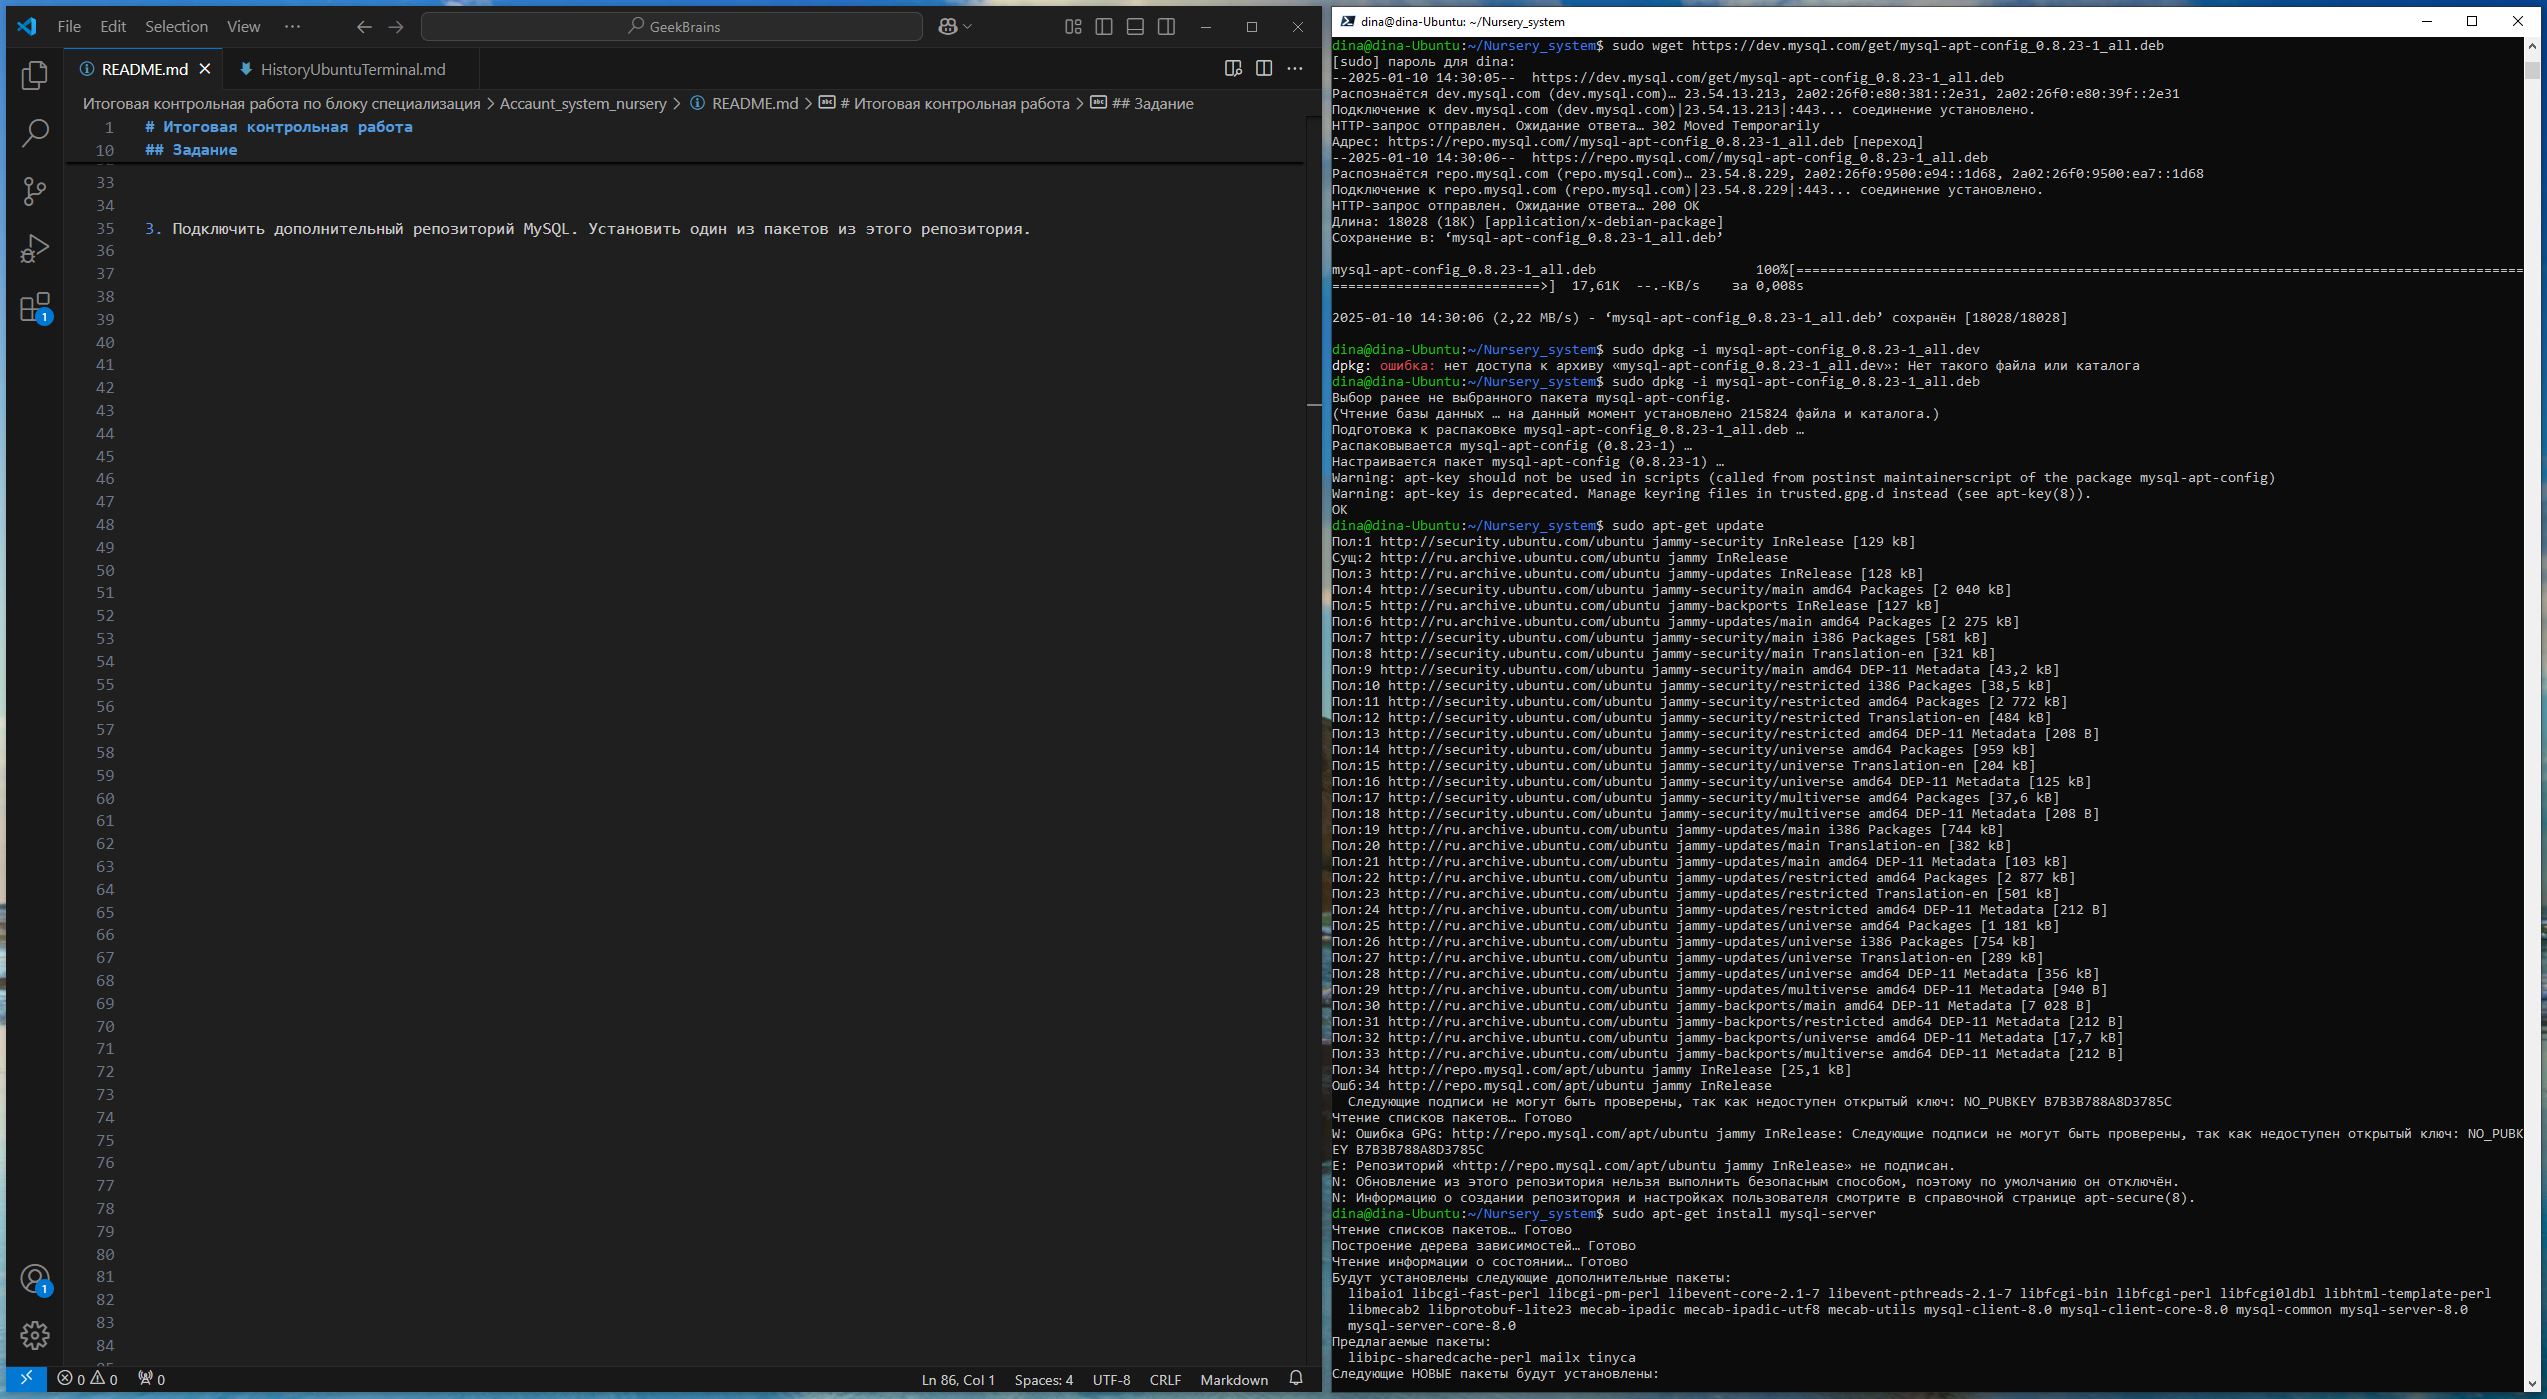 File Edit Selection View ··· GeekBrains
README.md HistoryUbuntuTerminal.md
Итоговая контрольная работа по блоку специализация > Accaunt_system_nursery > README.md > # Итоговая контрольная работа > ## Задание
1 # Итоговая контрольная работа
10 ## Задание
33
34
35 3. Подключить дополнительный репозиторий MySQL. Установить один из пакетов из этого репозитория.
36
37
38
39
40
41
42
43
44
45
46
47
48
49
50
51
52
53
54
55
56
57
58
59
60
61
62
63
64
65
66
67
68
69
70
71
72
73
74
75
76
77
78
79
80
81
82
83
84
1
1
0 0 0 Ln 86, Col 1 Spaces: 4 UTF-8 CRLF Markdown
dina@dina-Ubuntu: ~/Nursery_system
dina@dina-Ubuntu:~/Nursery_system$ sudo wget https://dev.mysql.com/get/mysql-apt-config_0.8.23-1_all.deb
[sudo] пароль для dina:
--2025-01-10 14:30:05-- https://dev.mysql.com/get/mysql-apt-config_0.8.23-1_all.deb
Распознаётся dev.mysql.com (dev.mysql.com)… 23.54.13.213, 2a02:26f0:e80:381::2e31, 2a02:26f0:e80:39f::2e31
Подключение к dev.mysql.com (dev.mysql.com)|23.54.13.213|:443... соединение установлено.
HTTP-запрос отправлен. Ожидание ответа… 302 Moved Temporarily
Адрес: https://repo.mysql.com//mysql-apt-config_0.8.23-1_all.deb [переход]
--2025-01-10 14:30:06-- https://repo.mysql.com//mysql-apt-config_0.8.23-1_all.deb
Распознаётся repo.mysql.com (repo.mysql.com)… 23.54.8.229, 2a02:26f0:9500:e94::1d68, 2a02:26f0:9500:ea7::1d68
Подключение к repo.mysql.com (repo.mysql.com)|23.54.8.229|:443... соединение установлено.
HTTP-запрос отправлен. Ожидание ответа… 200 OK
Длина: 18028 (18K) [application/x-debian-package]
Сохранение в: ‘mysql-apt-config_0.8.23-1_all.deb’
mysql-apt-config_0.8.23-1_all.deb 100%[===========================================================================================
==========================>] 17,61K --.-KB/s за 0,008s
2025-01-10 14:30:06 (2,22 MB/s) - ‘mysql-apt-config_0.8.23-1_all.deb’ сохранён [18028/18028]
dina@dina-Ubuntu:~/Nursery_system$ sudo dpkg -i mysql-apt-config_0.8.23-1_all.dev
dpkg: ошибка: нет доступа к архиву «mysql-apt-config_0.8.23-1_all.dev»: Нет такого файла или каталога
dina@dina-Ubuntu:~/Nursery_system$ sudo dpkg -i mysql-apt-config_0.8.23-1_all.deb
Выбор ранее не выбранного пакета mysql-apt-config.
(Чтение базы данных … на данный момент установлено 215824 файла и каталога.)
Подготовка к распаковке mysql-apt-config_0.8.23-1_all.deb …
Распаковывается mysql-apt-config (0.8.23-1) …
Настраивается пакет mysql-apt-config (0.8.23-1) …
Warning: apt-key should not be used in scripts (called from postinst maintainerscript of the package mysql-apt-config)
Warning: apt-key is deprecated. Manage keyring files in trusted.gpg.d instead (see apt-key(8)).
OK
dina@dina-Ubuntu:~/Nursery_system$ sudo apt-get update
Пол:1 http://security.ubuntu.com/ubuntu jammy-security InRelease [129 kB]
Сущ:2 http://ru.archive.ubuntu.com/ubuntu jammy InRelease
Пол:3 http://ru.archive.ubuntu.com/ubuntu jammy-updates InRelease [128 kB]
Пол:4 http://security.ubuntu.com/ubuntu jammy-security/main amd64 Packages [2 040 kB]
Пол:5 http://ru.archive.ubuntu.com/ubuntu jammy-backports InRelease [127 kB]
Пол:6 http://ru.archive.ubuntu.com/ubuntu jammy-updates/main amd64 Packages [2 275 kB]
Пол:7 http://security.ubuntu.com/ubuntu jammy-security/main i386 Packages [581 kB]
Пол:8 http://security.ubuntu.com/ubuntu jammy-security/main Translation-en [321 kB]
Пол:9 http://security.ubuntu.com/ubuntu jammy-security/main amd64 DEP-11 Metadata [43,2 kB]
Пол:10 http://security.ubuntu.com/ubuntu jammy-security/restricted i386 Packages [38,5 kB]
Пол:11 http://security.ubuntu.com/ubuntu jammy-security/restricted amd64 Packages [2 772 kB]
Пол:12 http://security.ubuntu.com/ubuntu jammy-security/restricted Translation-en [484 kB]
Пол:13 http://security.ubuntu.com/ubuntu jammy-security/restricted amd64 DEP-11 Metadata [208 B]
Пол:14 http://security.ubuntu.com/ubuntu jammy-security/universe amd64 Packages [959 kB]
Пол:15 http://security.ubuntu.com/ubuntu jammy-security/universe Translation-en [204 kB]
Пол:16 http://security.ubuntu.com/ubuntu jammy-security/universe amd64 DEP-11 Metadata [125 kB]
Пол:17 http://security.ubuntu.com/ubuntu jammy-security/multiverse amd64 Packages [37,6 kB]
Пол:18 http://security.ubuntu.com/ubuntu jammy-security/multiverse amd64 DEP-11 Metadata [208 B]
Пол:19 http://ru.archive.ubuntu.com/ubuntu jammy-updates/main i386 Packages [744 kB]
Пол:20 http://ru.archive.ubuntu.com/ubuntu jammy-updates/main Translation-en [382 kB]
Пол:21 http://ru.archive.ubuntu.com/ubuntu jammy-updates/main amd64 DEP-11 Metadata [103 kB]
Пол:22 http://ru.archive.ubuntu.com/ubuntu jammy-updates/restricted amd64 Packages [2 877 kB]
Пол:23 http://ru.archive.ubuntu.com/ubuntu jammy-updates/restricted Translation-en [501 kB]
Пол:24 http://ru.archive.ubuntu.com/ubuntu jammy-updates/restricted amd64 DEP-11 Metadata [212 B]
Пол:25 http://ru.archive.ubuntu.com/ubuntu jammy-updates/universe amd64 Packages [1 181 kB]
Пол:26 http://ru.archive.ubuntu.com/ubuntu jammy-updates/universe i386 Packages [754 kB]
Пол:27 http://ru.archive.ubuntu.com/ubuntu jammy-updates/universe Translation-en [289 kB]
Пол:28 http://ru.archive.ubuntu.com/ubuntu jammy-updates/universe amd64 DEP-11 Metadata [356 kB]
Пол:29 http://ru.archive.ubuntu.com/ubuntu jammy-updates/multiverse amd64 DEP-11 Metadata [940 B]
Пол:30 http://ru.archive.ubuntu.com/ubuntu jammy-backports/main amd64 DEP-11 Metadata [7 028 B]
Пол:31 http://ru.archive.ubuntu.com/ubuntu jammy-backports/restricted amd64 DEP-11 Metadata [212 B]
Пол:32 http://ru.archive.ubuntu.com/ubuntu jammy-backports/universe amd64 DEP-11 Metadata [17,7 kB]
Пол:33 http://ru.archive.ubuntu.com/ubuntu jammy-backports/multiverse amd64 DEP-11 Metadata [212 B]
Пол:34 http://repo.mysql.com/apt/ubuntu jammy InRelease [25,1 kB]
Ошб:34 http://repo.mysql.com/apt/ubuntu jammy InRelease
Следующие подписи не могут быть проверены, так как недоступен открытый ключ: NO_PUBKEY B7B3B788A8D3785C
Чтение списков пакетов… Готово
W: Ошибка GPG: http://repo.mysql.com/apt/ubuntu jammy InRelease: Следующие подписи не могут быть проверены, так как недоступен открытый ключ: NO_PUBK
EY B7B3B788A8D3785C
E: Репозиторий «http://repo.mysql.com/apt/ubuntu jammy InRelease» не подписан.
N: Обновление из этого репозитория нельзя выполнить безопасным способом, поэтому по умолчанию он отключён.
N: Информацию о создании репозитория и настройках пользователя смотрите в справочной странице apt-secure(8).
dina@dina-Ubuntu:~/Nursery_system$ sudo apt-get install mysql-server
Чтение списков пакетов… Готово
Построение дерева зависимостей… Готово
Чтение информации о состоянии… Готово
Будут установлены следующие дополнительные пакеты:
libaio1 libcgi-fast-perl libcgi-pm-perl libevent-core-2.1-7 libevent-pthreads-2.1-7 libfcgi-bin libfcgi-perl libfcgi0ldbl libhtml-template-perl
libmecab2 libprotobuf-lite23 mecab-ipadic mecab-ipadic-utf8 mecab-utils mysql-client-8.0 mysql-client-core-8.0 mysql-common mysql-server-8.0
mysql-server-core-8.0
Предлагаемые пакеты:
libipc-sharedcache-perl mailx tinyca
Следующие НОВЫЕ пакеты будут установлены: